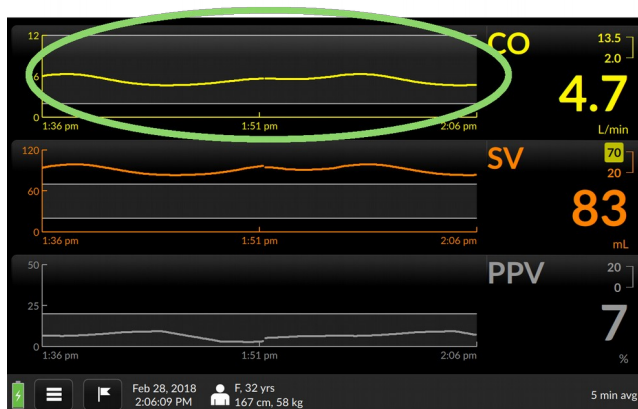 12
6
0
1:36 pm
1:51 pm
2:06 pm
CO
13.5
2.0
4.7
L/min
120
60
0
1:36 pm
1:51 pm
2:06 pm
SV
70
20
83
mL
50
25
0
1:36 pm
1:51 pm
2:06 pm
PPV
20
0
7
%
Feb 28, 2018
2:06:09 PM
F, 32 yrs
167 cm, 58 kg
5 min avg